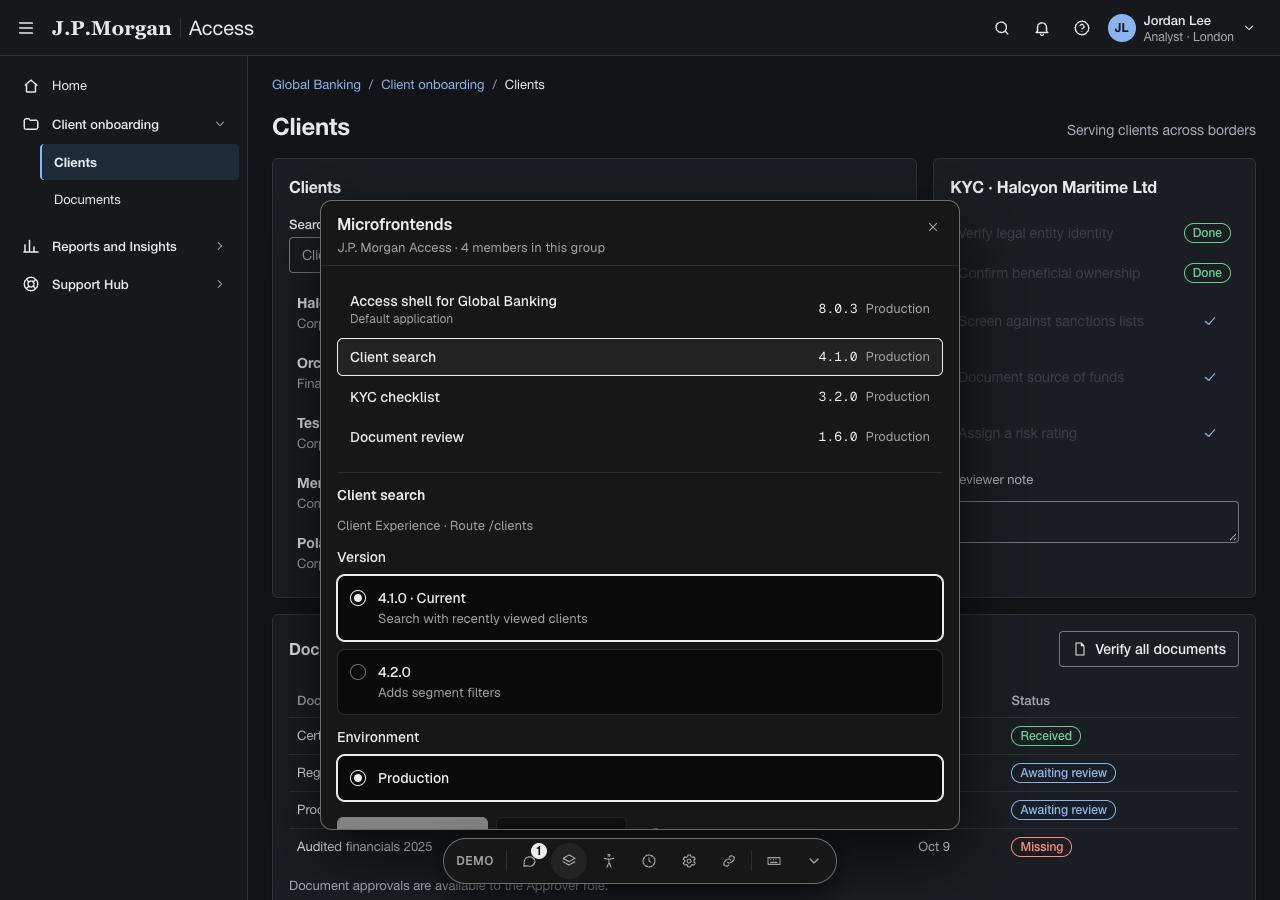 J.P.Morgan Access
JL
Jordan Lee
Analyst · London
Home
Client onboarding
Clients
Documents
Reports and Insights
Support Hub
Global Banking / Client onboarding / Clients
Clients
Serving clients across borders
Clients
KYC · Halcyon Maritime Ltd
Verify legal entity identity Done
Confirm beneficial ownership Done
Screen against sanctions lists
Document source of funds
Assign a risk rating
Microfrontends
J.P. Morgan Access · 4 members in this group
Access shell for Global Banking 8.0.3 Production
Default application
Client search 4.1.0 Production
KYC checklist 3.2.0 Production
Document review 1.6.0 Production
Client search
Client Experience · Route /clients
Version
4.1.0 · Current
Search with recently viewed clients
4.2.0
Adds segment filters
Environment
Production
Verify all documents
Status
Received
Awaiting review
Awaiting review
Audited financials 2025 Oct 9 Missing
DEMO 1
Document approvals are available to the Approver role.